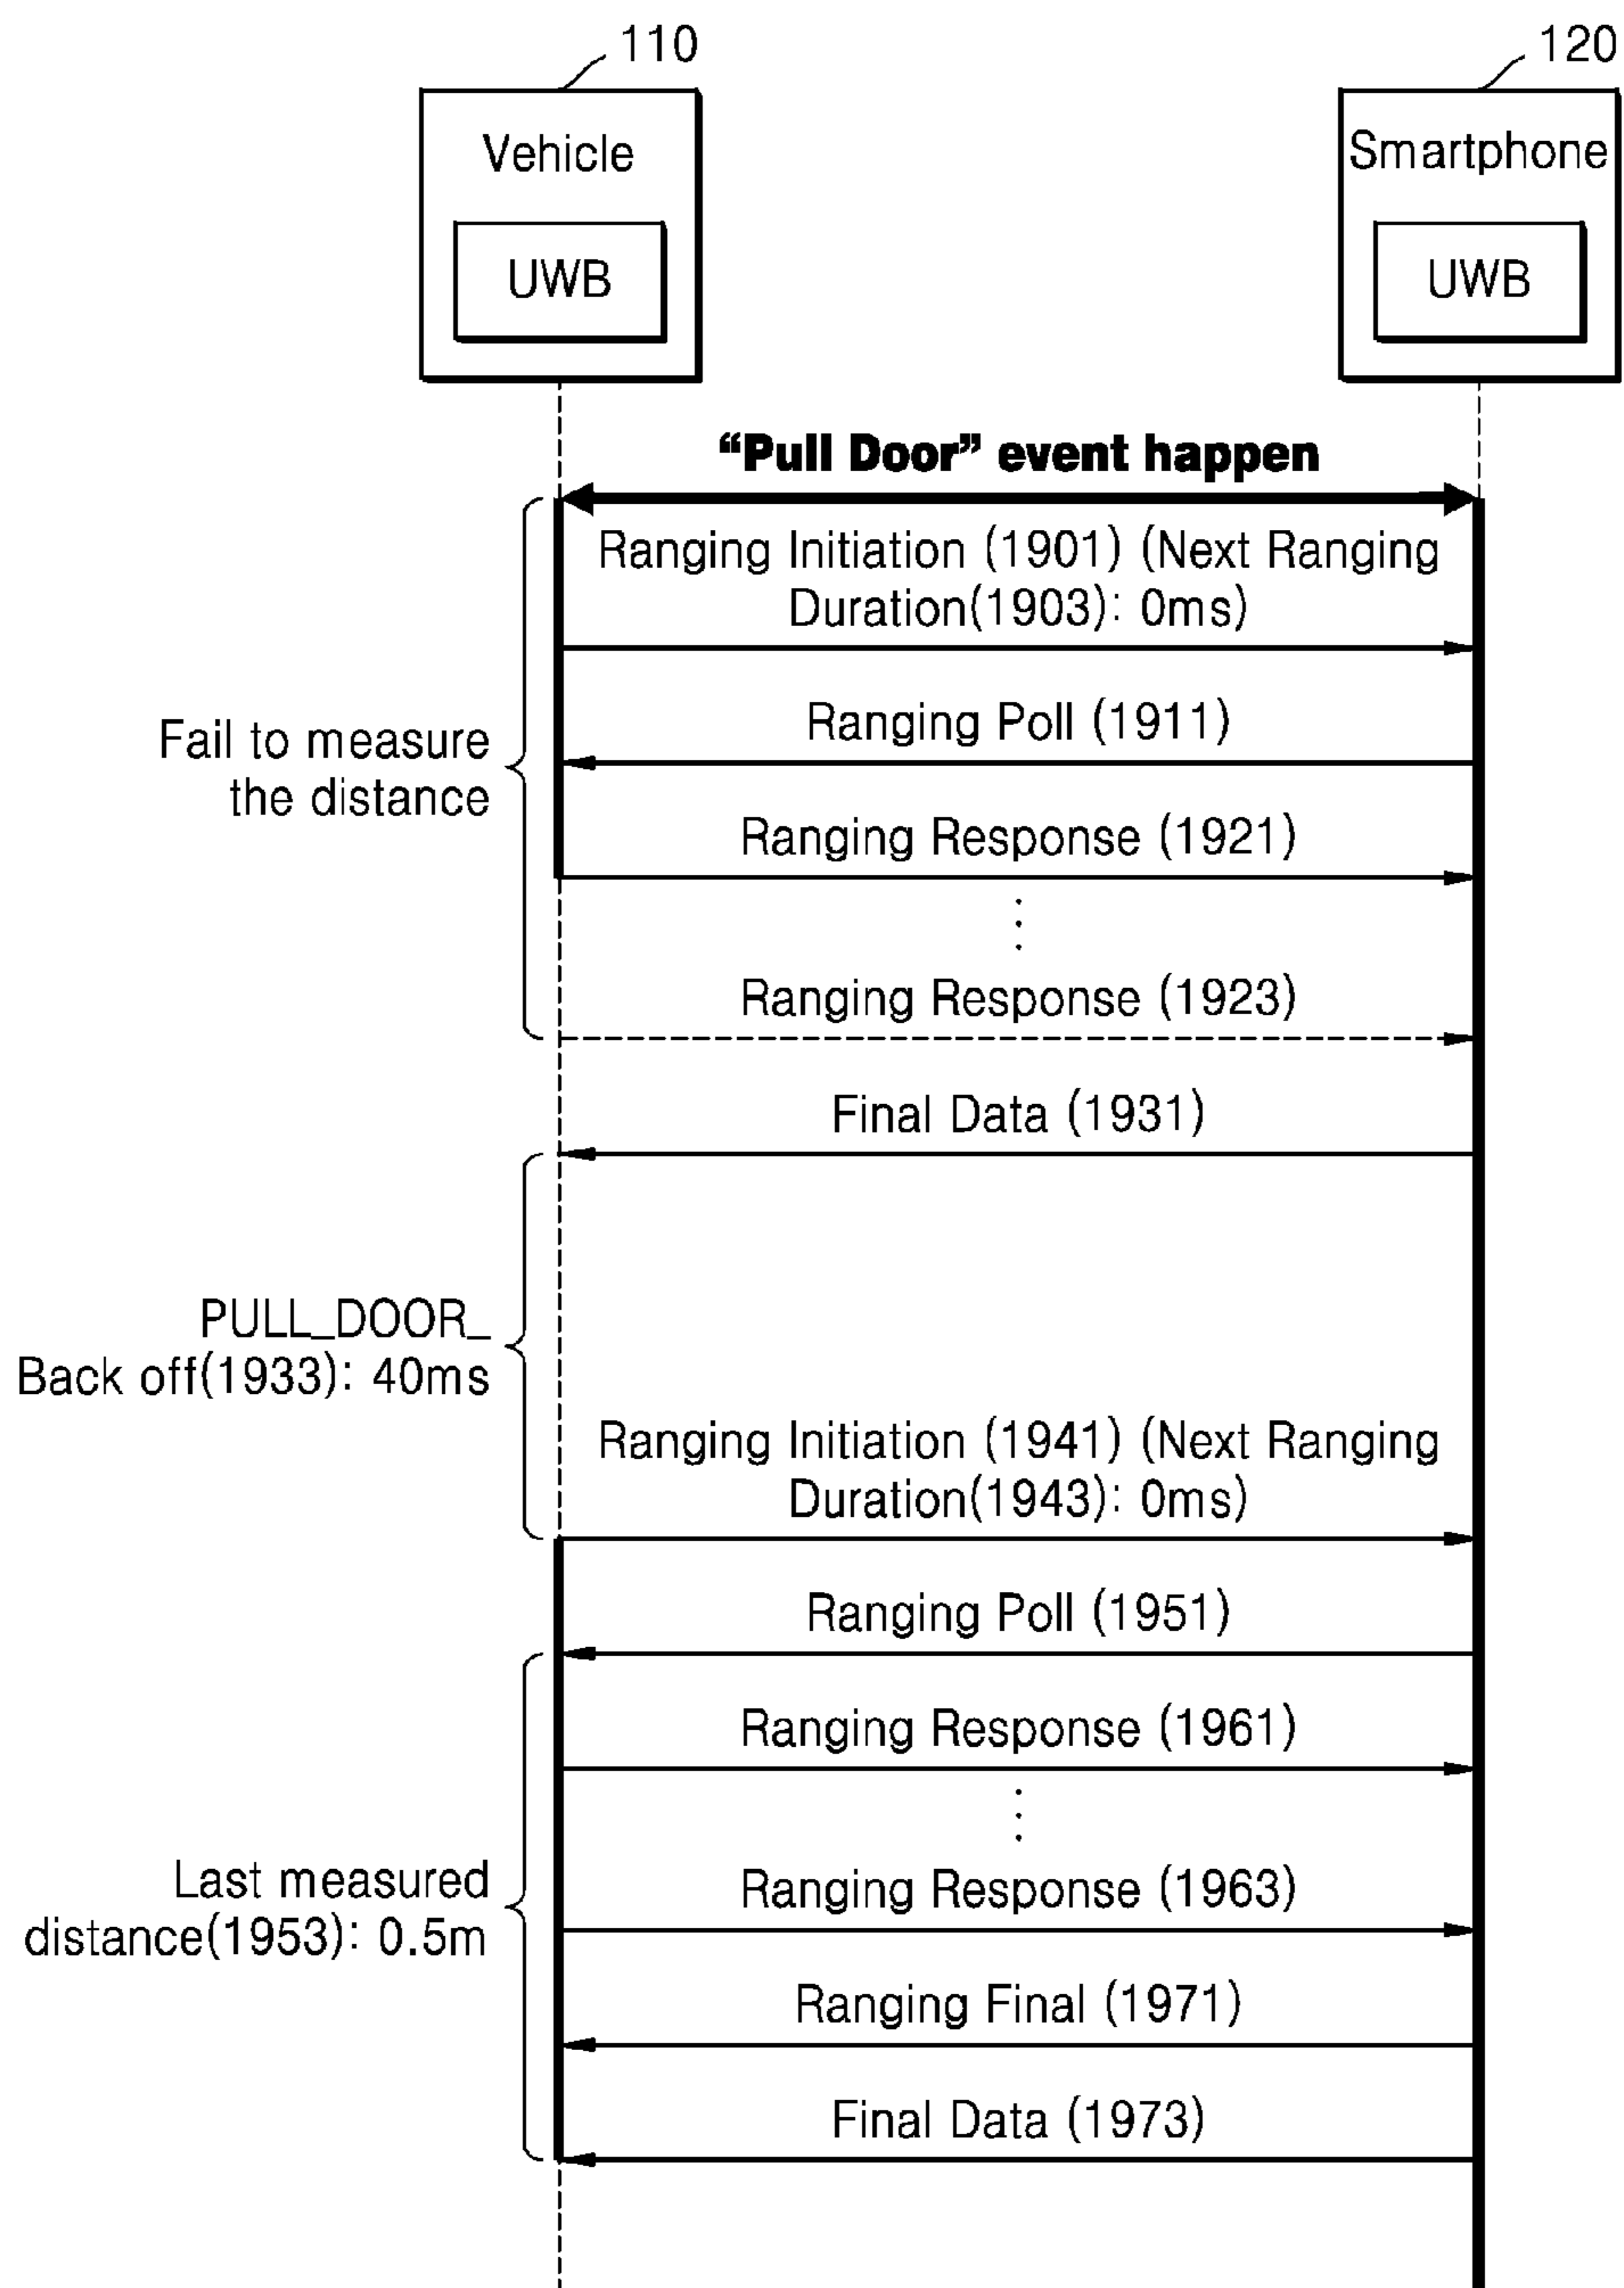 110
120
Vehicle
Smartphone
UWB
UWB
“Pull Door” event happen
Ranging Initiation (1901) (Next Ranging
Duration(1903): 0ms)
Ranging Poll (1911)
Fail to measure
the distance
Ranging Response (1921)
Ranging Response (1923)
Final Data (1931)
PULL_DOOR_
Back off(1933): 40ms
Ranging Initiation (1941) (Next Ranging
Duration(1943): 0ms)
Ranging Poll (1951)
Ranging Response (1961)
Last measured
distance(1953): 0.5m
Ranging Response (1963)
Ranging Final (1971)
Final Data (1973)